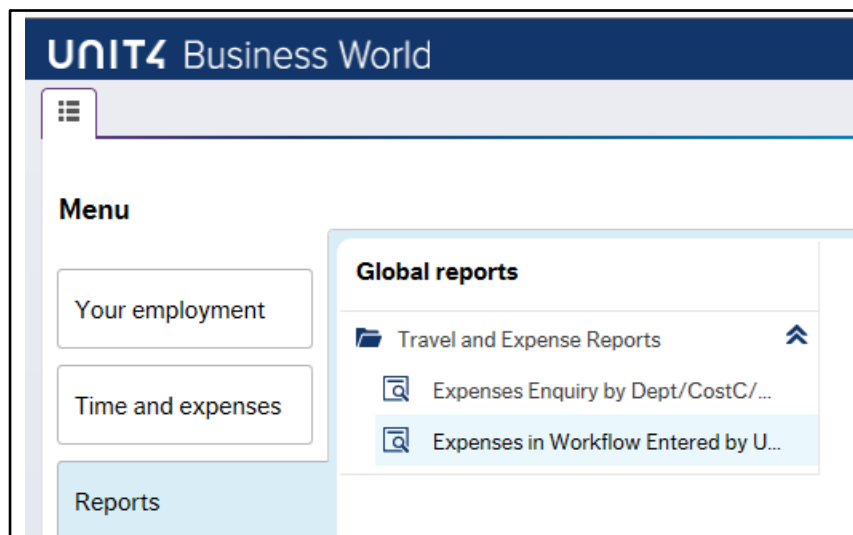 UNIT4 Business World
Menu
Your employment
Time and expenses
Reports
Global reports
Travel and Expense Reports
Expenses Enquiry by Dept/CostC/...
Expenses in Workflow Entered by U...